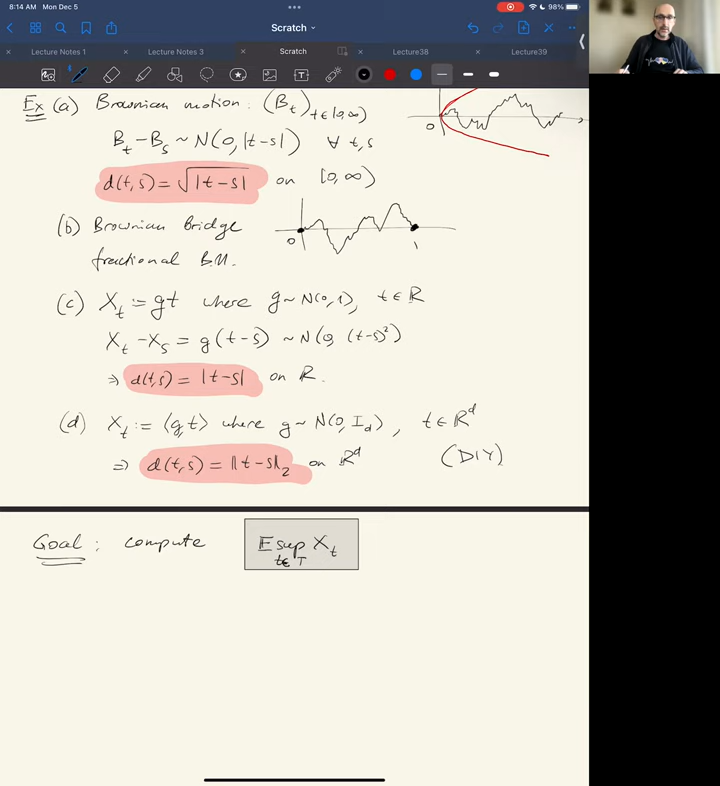 8:14 AM Mon Dec 5
98%
Scratch
Lecture Notes 1
Lecture Notes 3
Scratch
Lecture38
Lecture39
Ex (a) Brownian motion: (B_t)_{t∈[0,∞)}
0
B_t − B_s ~ N(0, |t−s|) ∀ t,s
d(t,s) = √|t−s| on [0,∞)
(b) Brownian Bridge
0 1
fractional B.M.
(c) X_t := gt where g ~ N(0,1), t ∈ ℝ
X_t − X_s = g(t−s) ~ N(0, (t−s)²)
⇒ d(t,s) = |t−s| on ℝ.
(d) X_t := ⟨g,t⟩ where g ~ N(0, I_d), t ∈ ℝ^d
⇒ d(t,s) = ‖t−s‖₂ on ℝ^d (DIY)
Goal: compute 𝔼 sup_{t∈T} X_t